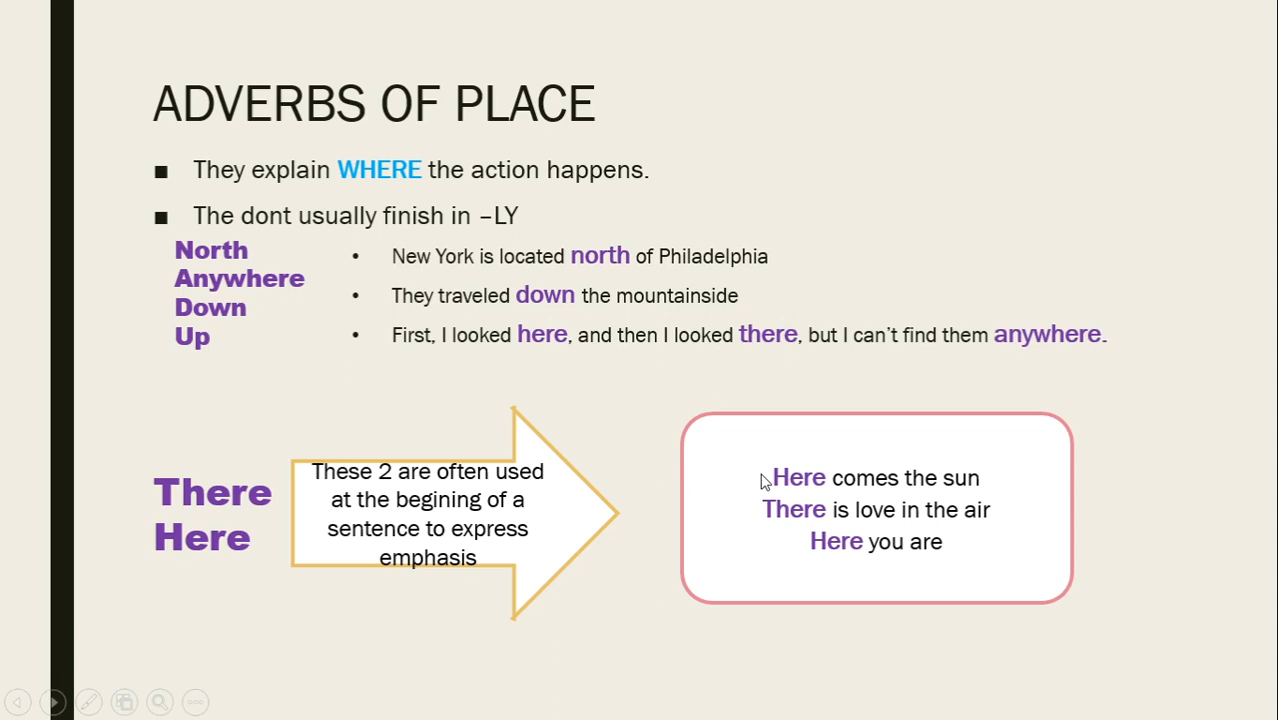 ADVERBS OF PLACE
▪ They explain WHERE the action happens.
▪ The dont usually finish in –LY
North
Anywhere
Down
Up
• New York is located north of Philadelphia
• They traveled down the mountainside
• First, I looked here, and then I looked there, but I can’t find them anywhere.
There
Here
These 2 are often used
at the begining of a
sentence to express
emphasis
Here comes the sun
There is love in the air
Here you are